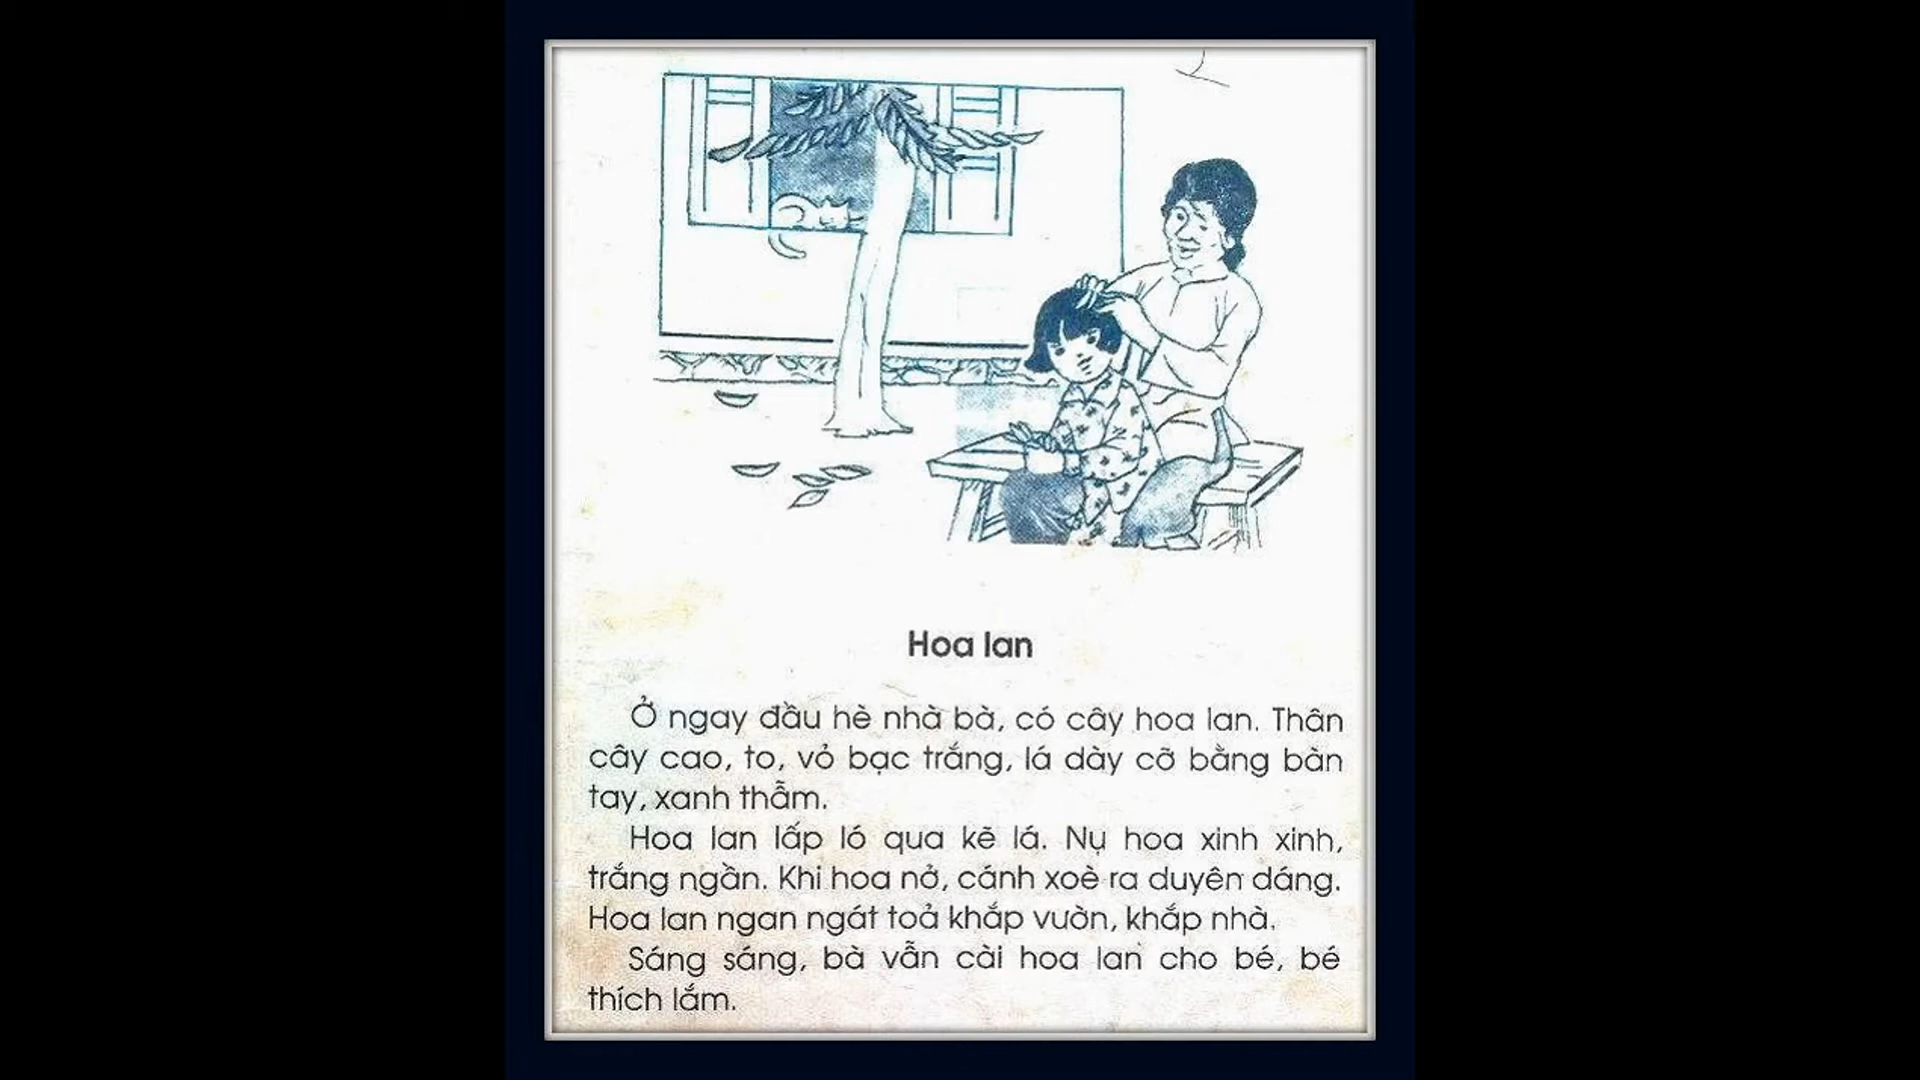 Hoa lan
Ở ngay đầu hè nhà bà, có cây hoa lan. Thân
cây cao, to, vỏ bạc trắng, lá dày cỡ bằng bàn
tay, xanh thẫm.
Hoa lan lấp ló qua kẽ lá. Nụ hoa xinh xinh,
trắng ngần. Khi hoa nở, cánh xoè ra duyên dáng.
Hoa lan ngan ngát toả khắp vườn, khắp nhà.
Sáng sáng, bà vẫn cài hoa lan cho bé, bé
thích lắm.